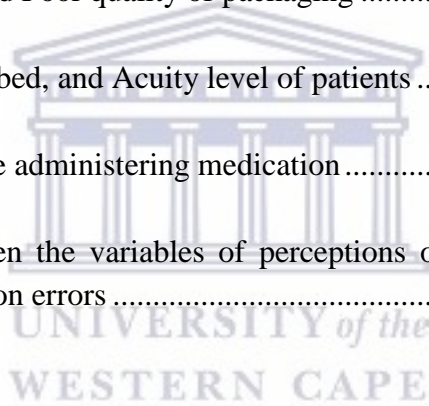 d Poor quality of packaging ........
bed, and Acuity level of patients ..
e administering medication ............
en the variables of perceptions o
on errors ......................................
UNIVERSITY of the
WESTERN CAPE